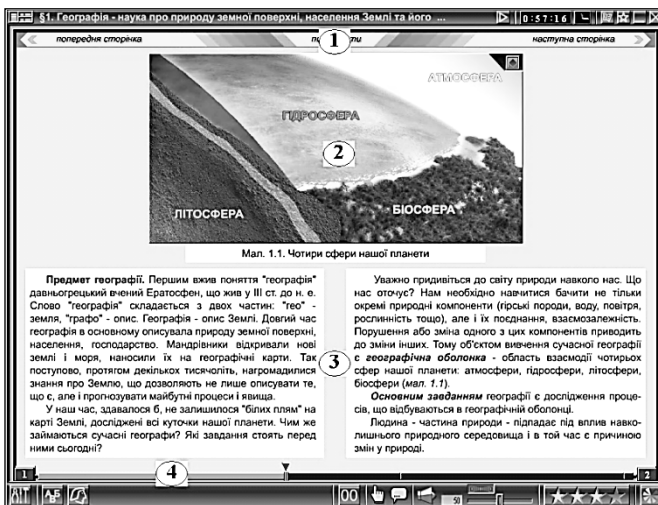 §1. Географія - наука про природу земної поверхні, населення Землі та його ...
0:57:16
попередня сторінка
1
наступна сторінка
АТМОСФЕРА
ГІДРОСФЕРА
2
ЛІТОСФЕРА
БІОСФЕРА
Мал. 1.1. Чотири сфери нашої планети
Предмет географії. Першим вжив поняття "географія"
давньогрецький вчений Ератосфен, що жив у III ст. до н. е.
Слово "географія" складається з двох частин: "гео" -
земля, "графо" - опис. Географія - опис Землі. Довгий час
географія в основному описувала природу земної поверхні,
населення, господарство. Мандрівники відкривали нові
землі і моря, наносили їх на географічні карти. Так
поступово, протягом декількох тисячоліть, нагромадилися
знання про Землю, що дозволяють не лише описувати те,
що є, але і прогнозувати майбутні процеси і явища.
У наш час, здавалося б, не залишилося "білих плям" на
карті Землі, досліджені всі куточки нашої планети. Чим же
займаються сучасні географи? Які завдання стоять перед
ними сьогодні?
3
Уважно придивіться до світу природи навколо нас. Що
нас оточує? Нам необхідно навчитися бачити не тільки
окремі природні компоненти (гірські породи, воду, повітря,
рослинність тощо), але і їх поєднання, взаємозалежність.
Порушення або зміна одного з цих компонентів приводить
до зміни інших. Тому об'єктом вивчення сучасної географії
є географічна оболонка - область взаємодії чотирьох
сфер нашої планети: атмосфери, гідросфери, літосфери,
біосфери (мал. 1.1).
Основним завданням географії є дослідження проце-
сів, що відбуваються в географічній оболонці.
Людина - частина природи - підпадає під вплив навко-
лишнього природного середовища і в той час є причиною
змін у природі.
1
4
2
АБ
00
50